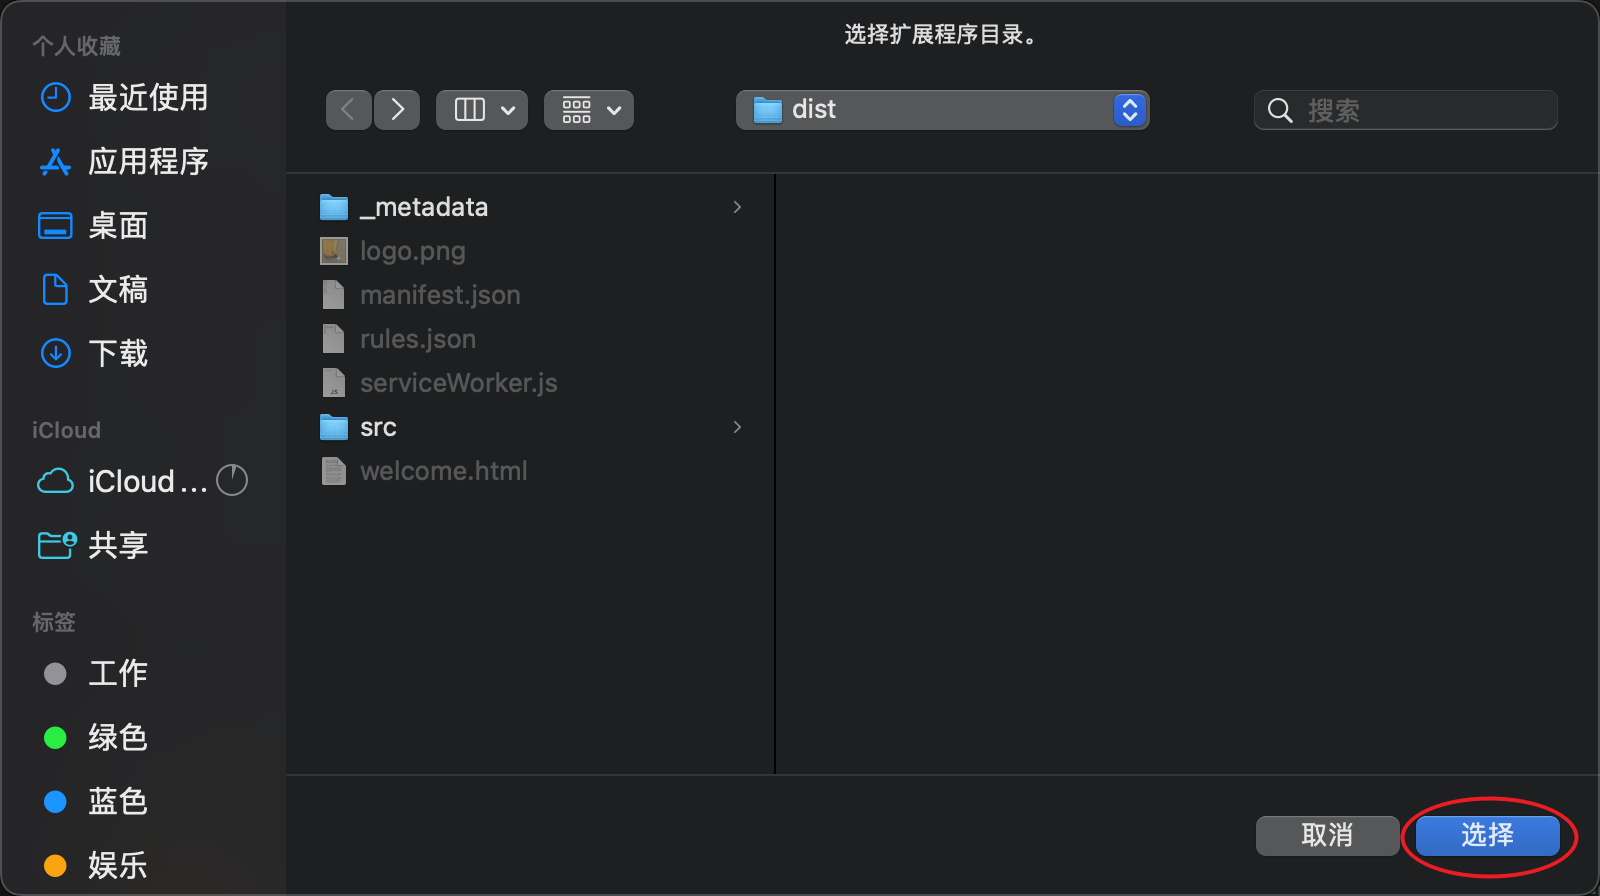 选择扩展程序目录。
个人收藏
最近使用
应用程序
桌面
文稿
下载
iCloud
iCloud ...
共享
标签
工作
绿色
蓝色
娱乐
dist
搜索
_metadata
logo.png
manifest.json
rules.json
serviceWorker.js
src
welcome.html
取消
选择